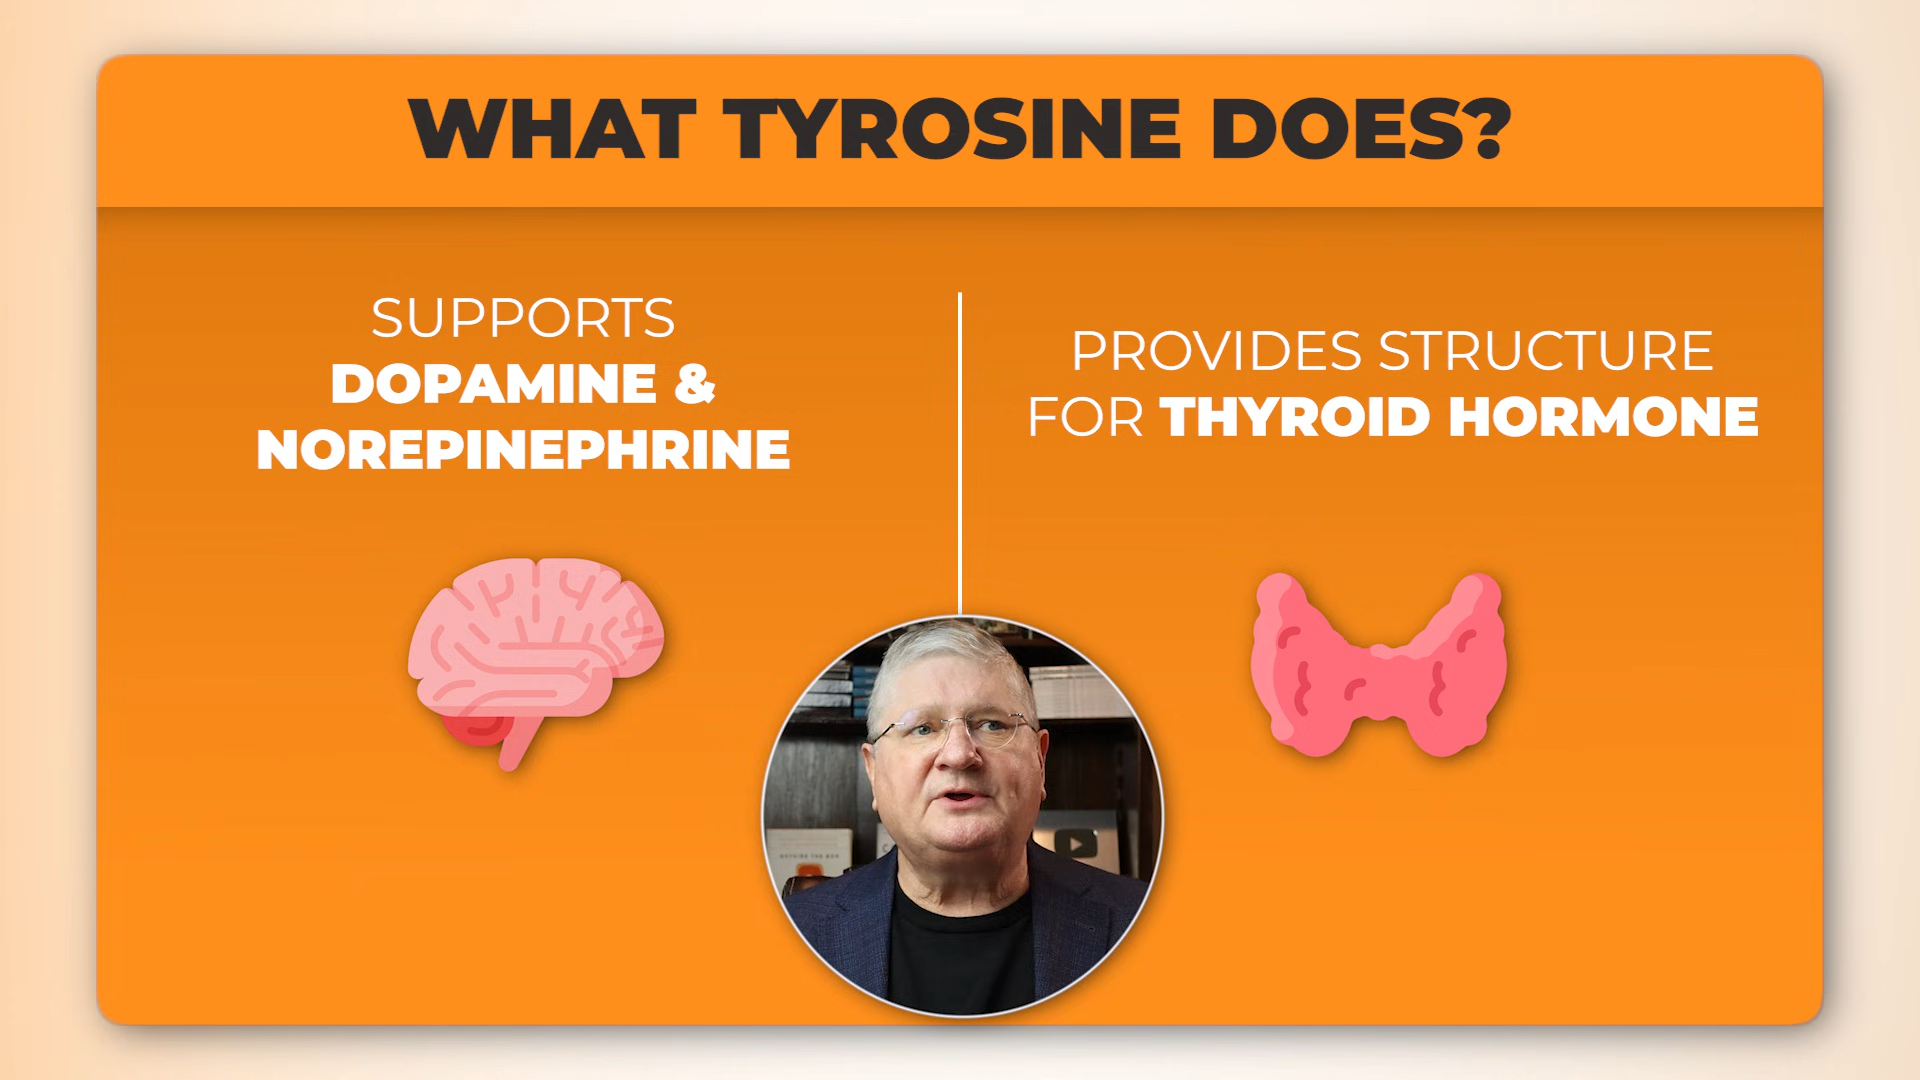 WHAT TYROSINE DOES?
SUPPORTS
DOPAMINE &
NOREPINEPHRINE
PROVIDES STRUCTURE
FOR THYROID HORMONE